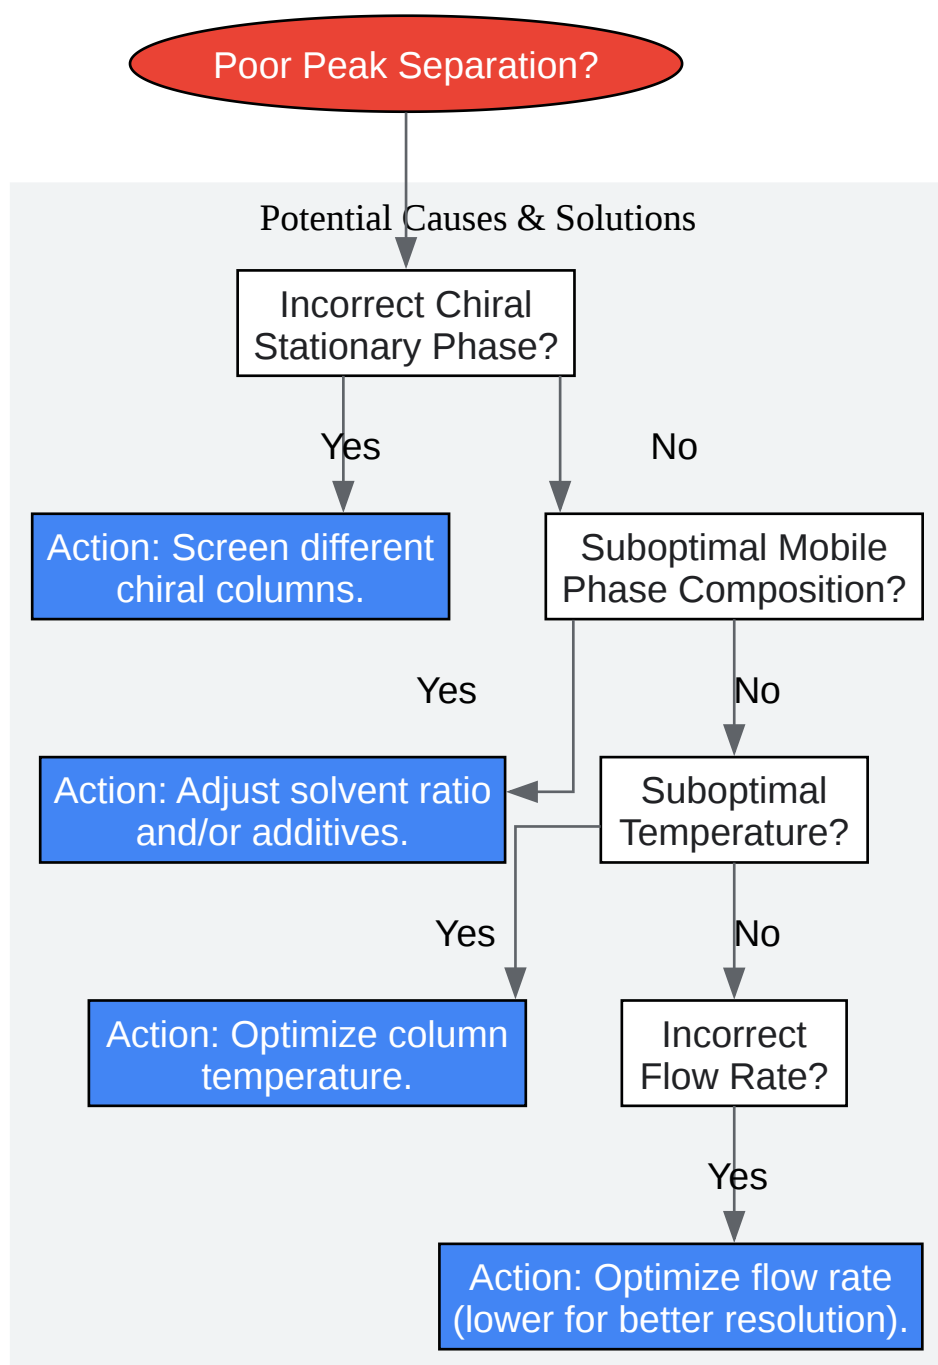 Poor Peak Separation?
Potential Causes & Solutions
Incorrect Chiral
Stationary Phase?
Yes
No
Action: Screen different
chiral columns.
Suboptimal Mobile
Phase Composition?
Yes
No
Action: Adjust solvent ratio
and/or additives.
Suboptimal
Temperature?
Yes
No
Action: Optimize column
temperature.
Incorrect
Flow Rate?
Yes
Action: Optimize flow rate
(lower for better resolution).